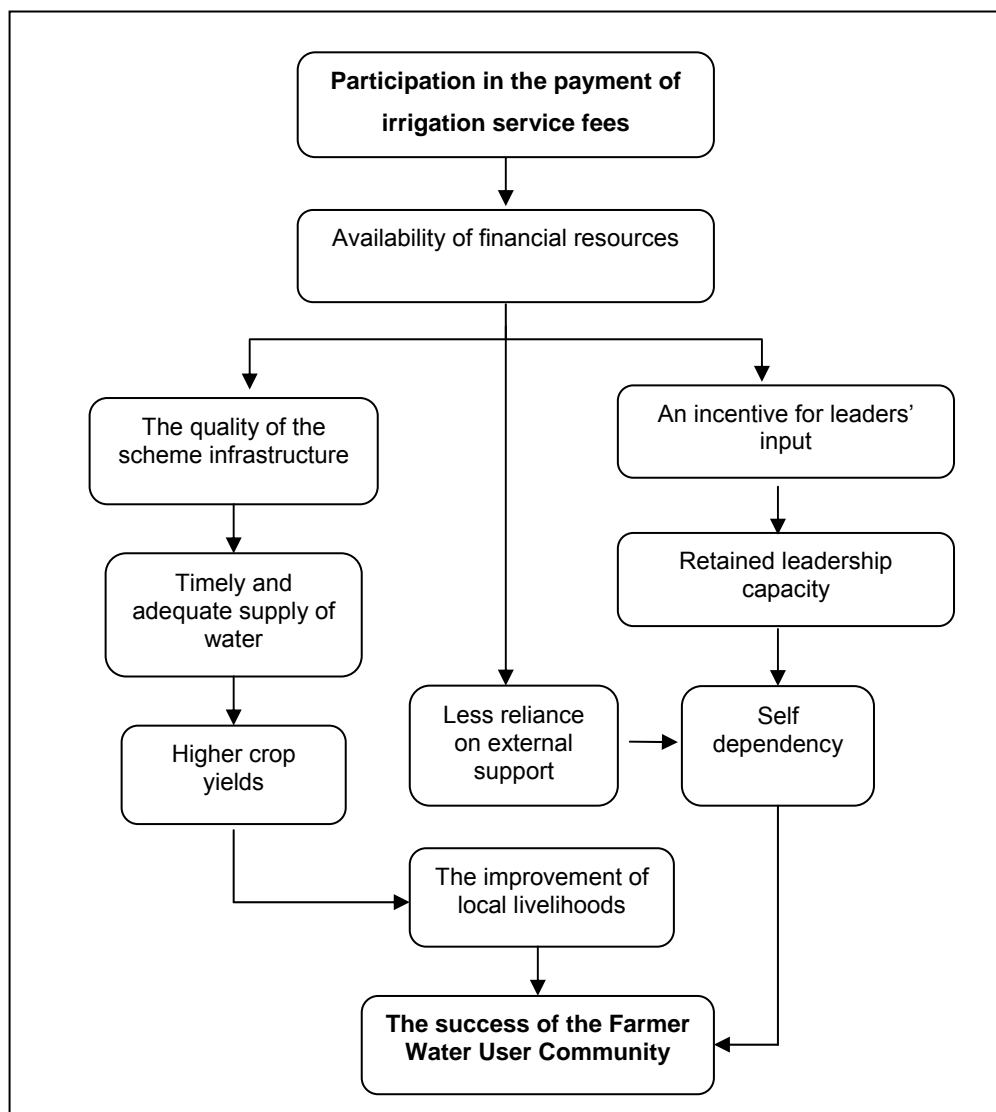 Participation in the payment of
irrigation service fees
Availability of financial resources
The quality of the
scheme infrastructure
An incentive for leaders’
input
Timely and
adequate supply of
water
Retained leadership
capacity
Higher crop
yields
Less reliance
on external
support
Self
dependency
The improvement of
local livelihoods
The success of the Farmer
Water User Community